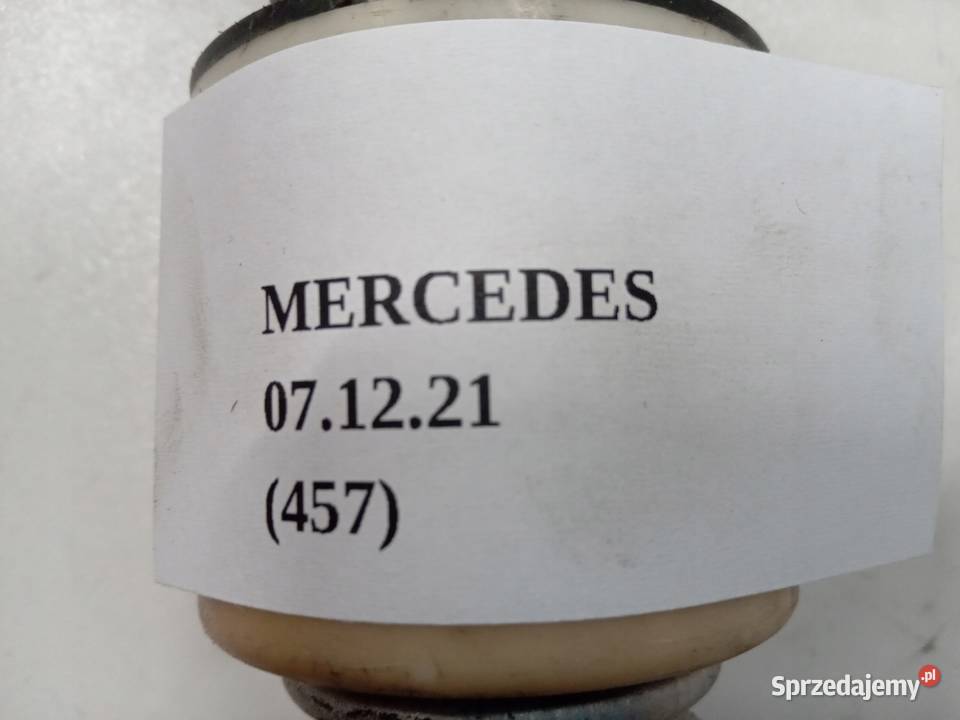 MERCEDES
07.12.21
(457)
Sprzedajemy.pl